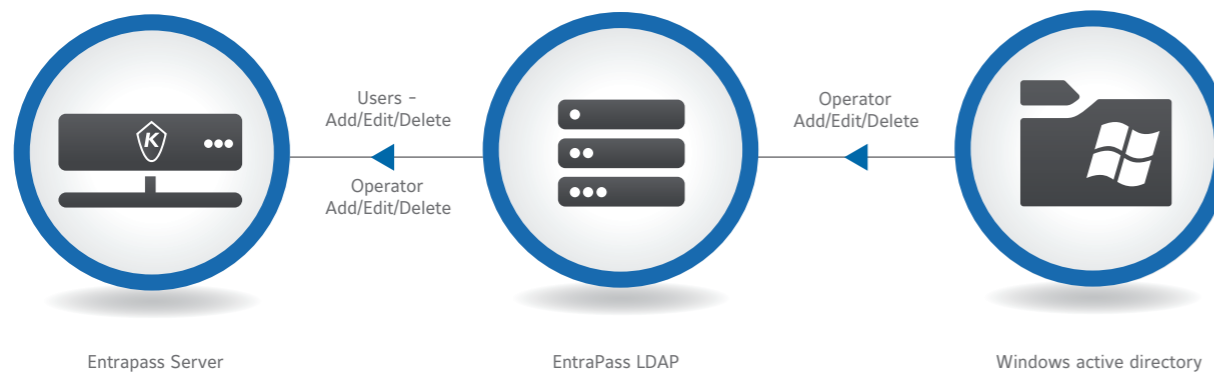 Users -
Add/Edit/Delete
Operator
Add/Edit/Delete
Operator
Add/Edit/Delete
K
Entrapass Server
EntraPass LDAP
Windows active directory